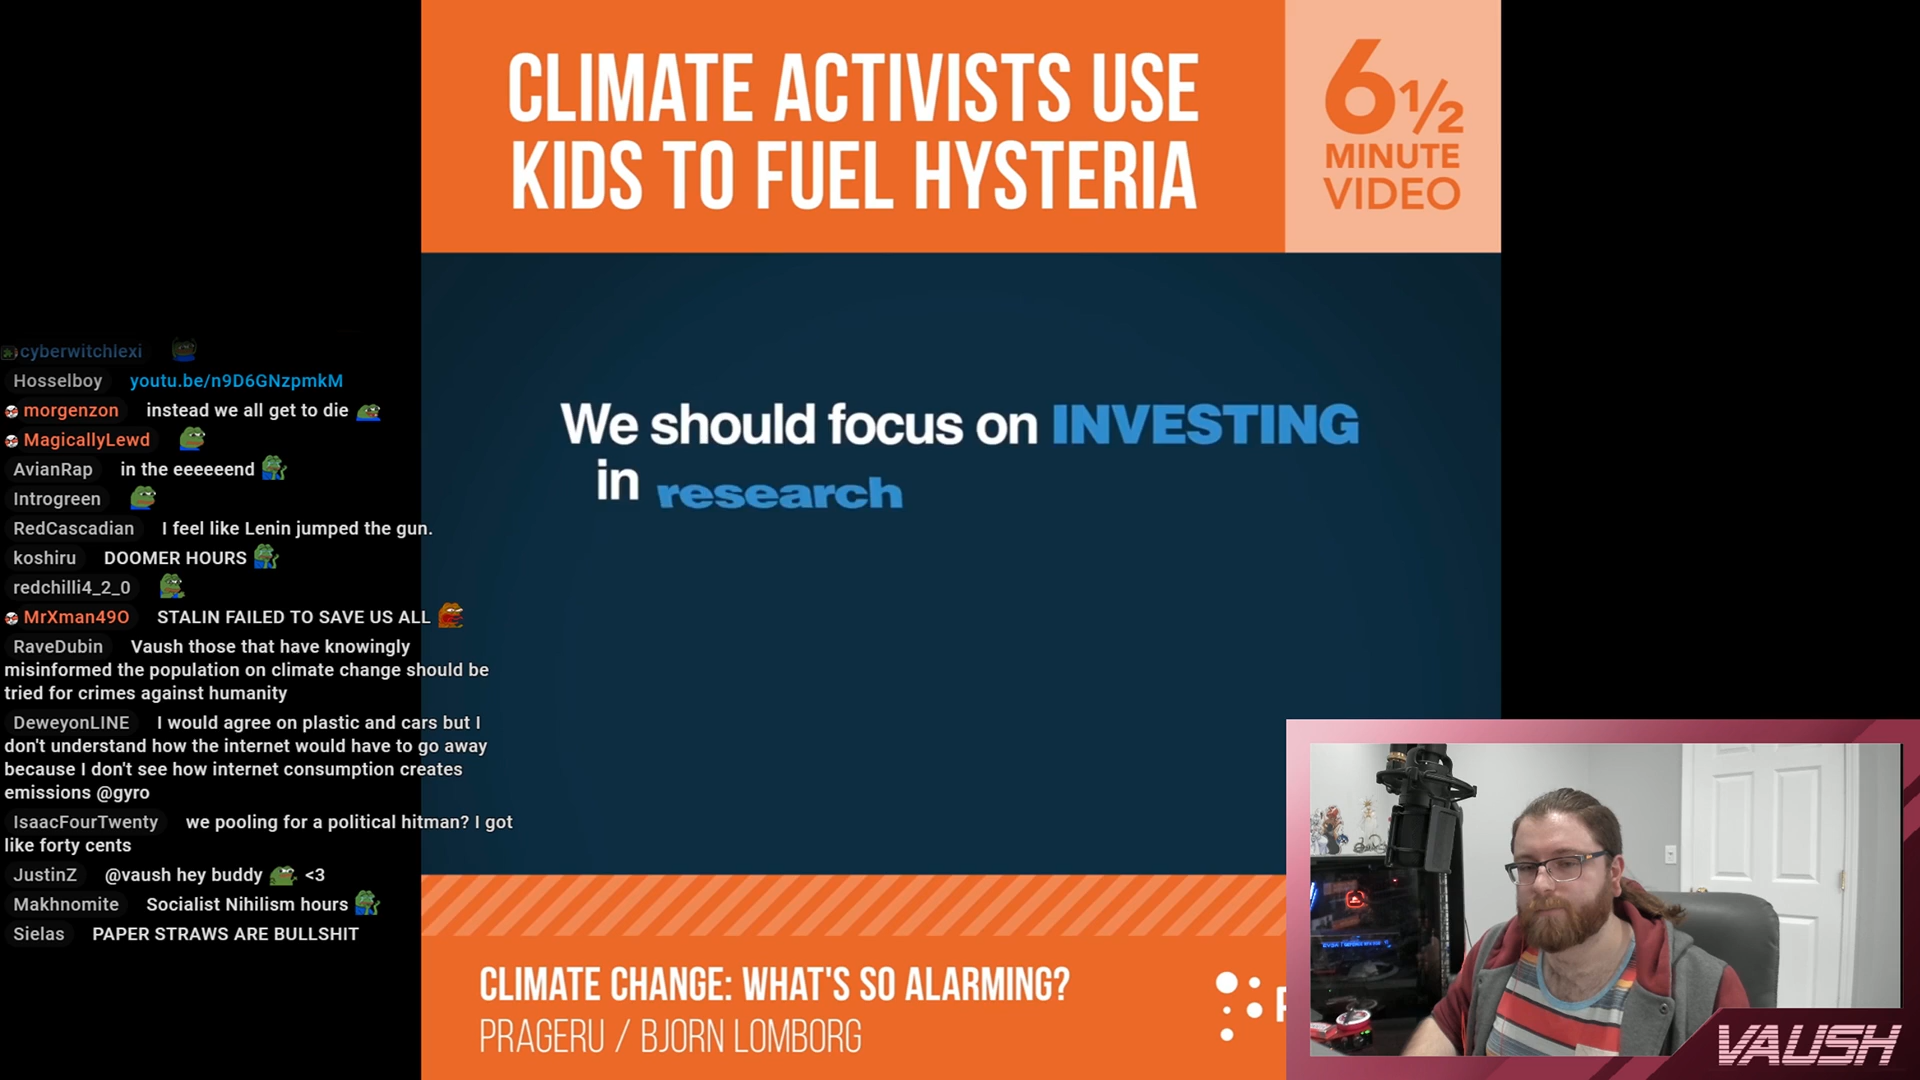 CLIMATE ACTIVISTS USE
KIDS TO FUEL HYSTERIA
6 1/2
MINUTE
VIDEO
We should focus on INVESTING
in research
cyberwitchlexi
Hosselboy youtu.be/n9D6GNzpmkM
morgenzon instead we all get to die
MagicallyLewd
AvianRap in the eeeeeend
Introgreen
RedCascadian I feel like Lenin jumped the gun.
koshiru DOOMER HOURS
redchilli4_2_0
MrXman49O STALIN FAILED TO SAVE US ALL
RaveDubin Vaush those that have knowingly
misinformed the population on climate change should be
tried for crimes against humanity
DeweyonLINE I would agree on plastic and cars but I
don't understand how the internet would have to go away
because I don't see how internet consumption creates
emissions @gyro
IsaacFourTwenty we pooling for a political hitman? I got
like forty cents
JustinZ @vaush hey buddy <3
Makhnomite Socialist Nihilism hours
Sielas PAPER STRAWS ARE BULLSHIT
CLIMATE CHANGE: WHAT'S SO ALARMING?
PRAGERU / BJORN LOMBORG
VAUSH